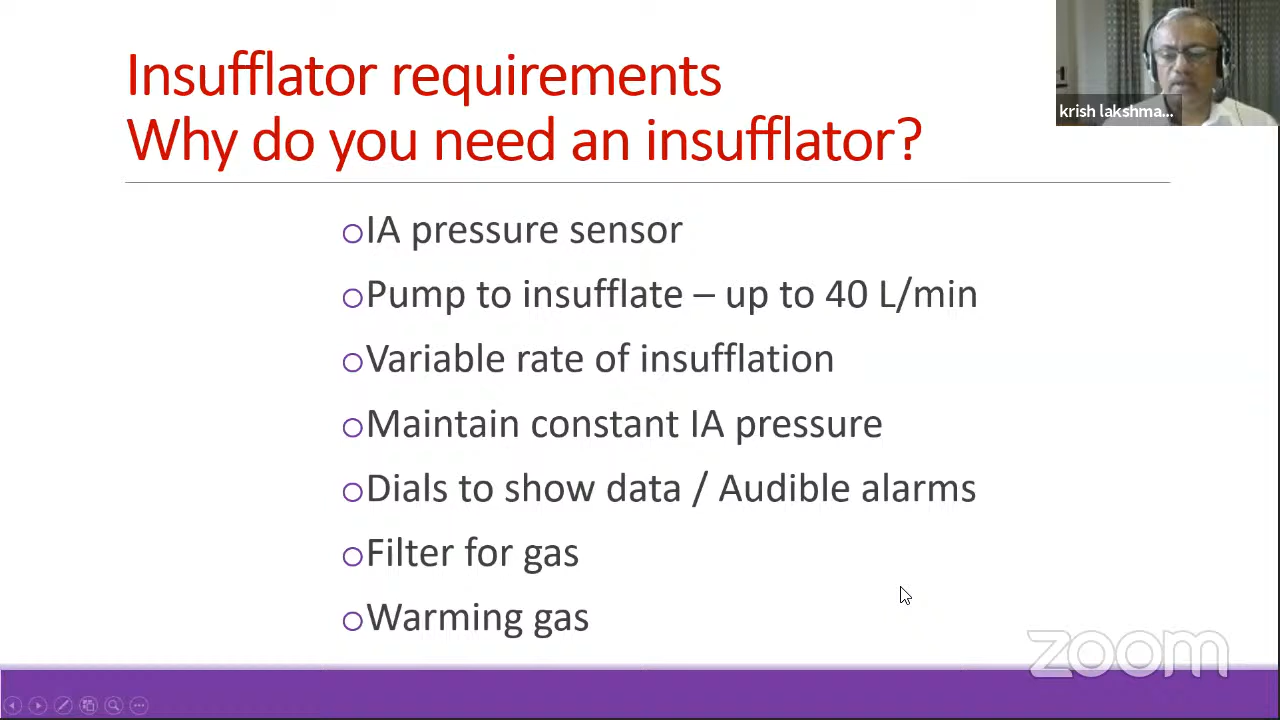 Insufflator requirements
Why do you need an insufflator?
krish lakshma...
IA pressure sensor
Pump to insufflate – up to 40 L/min
Variable rate of insufflation
Maintain constant IA pressure
Dials to show data / Audible alarms
Filter for gas
Warming gas
zoom